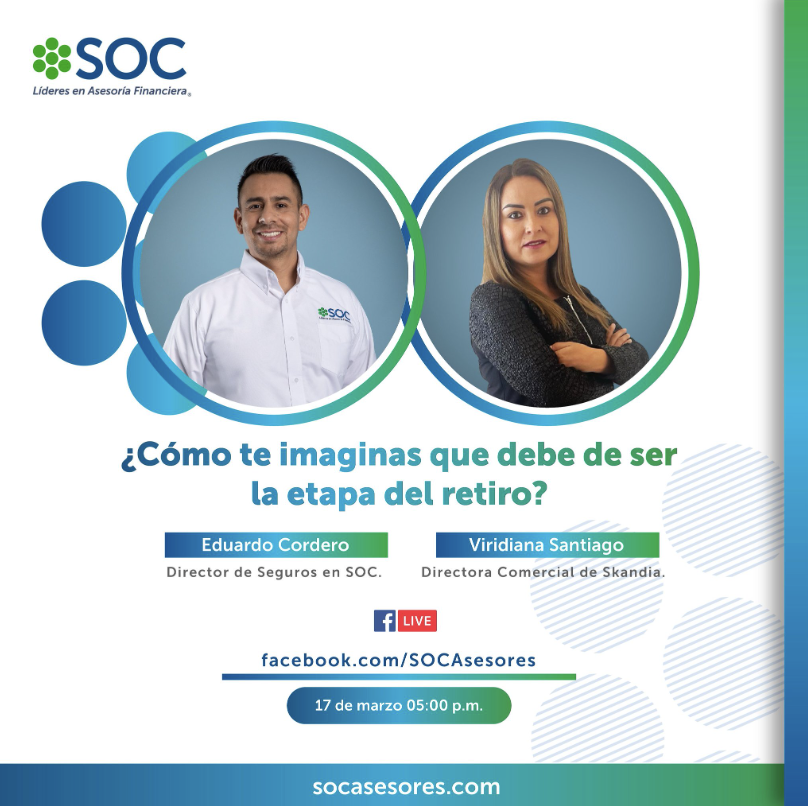 SOC
Líderes en Asesoría Financiera®
SOC
¿Cómo te imaginas que debe de ser
la etapa del retiro?
Eduardo Cordero
Director de Seguros en SOC.
Viridiana Santiago
Directora Comercial de Skandia.
f LIVE
facebook.com/SOCAsesores
17 de marzo 05:00 p.m.
socasesores.com